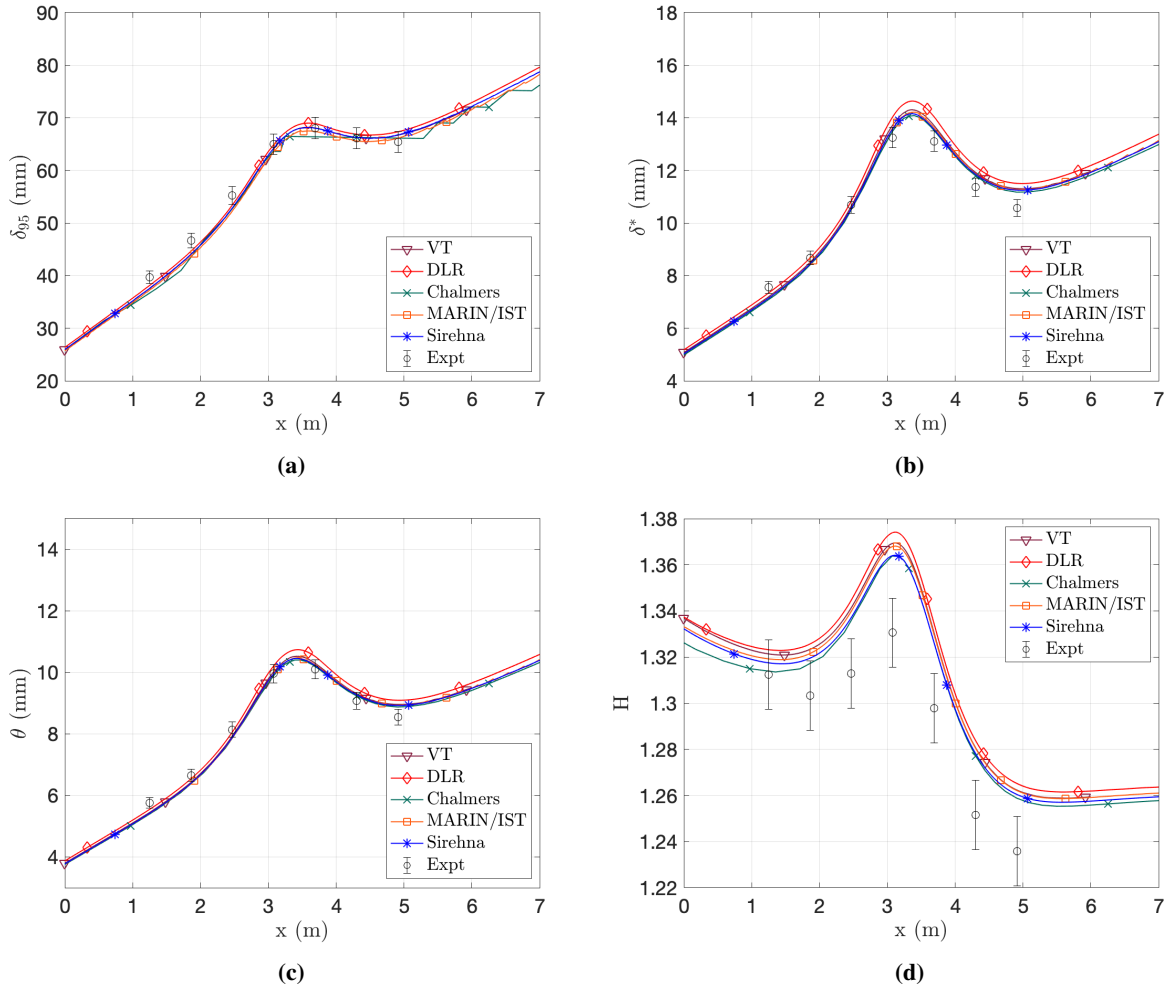 90
80
70
60
50
40
30
20
δ95 (mm)
0 1 2 3 4 5 6 7
x (m)
VT
DLR
Chalmers
MARIN/IST
Sirehna
Expt
(a)
18
16
14
12
10
8
6
4
δ* (mm)
0 1 2 3 4 5 6 7
x (m)
VT
DLR
Chalmers
MARIN/IST
Sirehna
Expt
(b)
14
12
10
8
6
4
θ (mm)
0 1 2 3 4 5 6 7
x (m)
VT
DLR
Chalmers
MARIN/IST
Sirehna
Expt
(c)
1.38
1.36
1.34
1.32
1.3
1.28
1.26
1.24
1.22
H
0 1 2 3 4 5 6 7
x (m)
VT
DLR
Chalmers
MARIN/IST
Sirehna
Expt
(d)